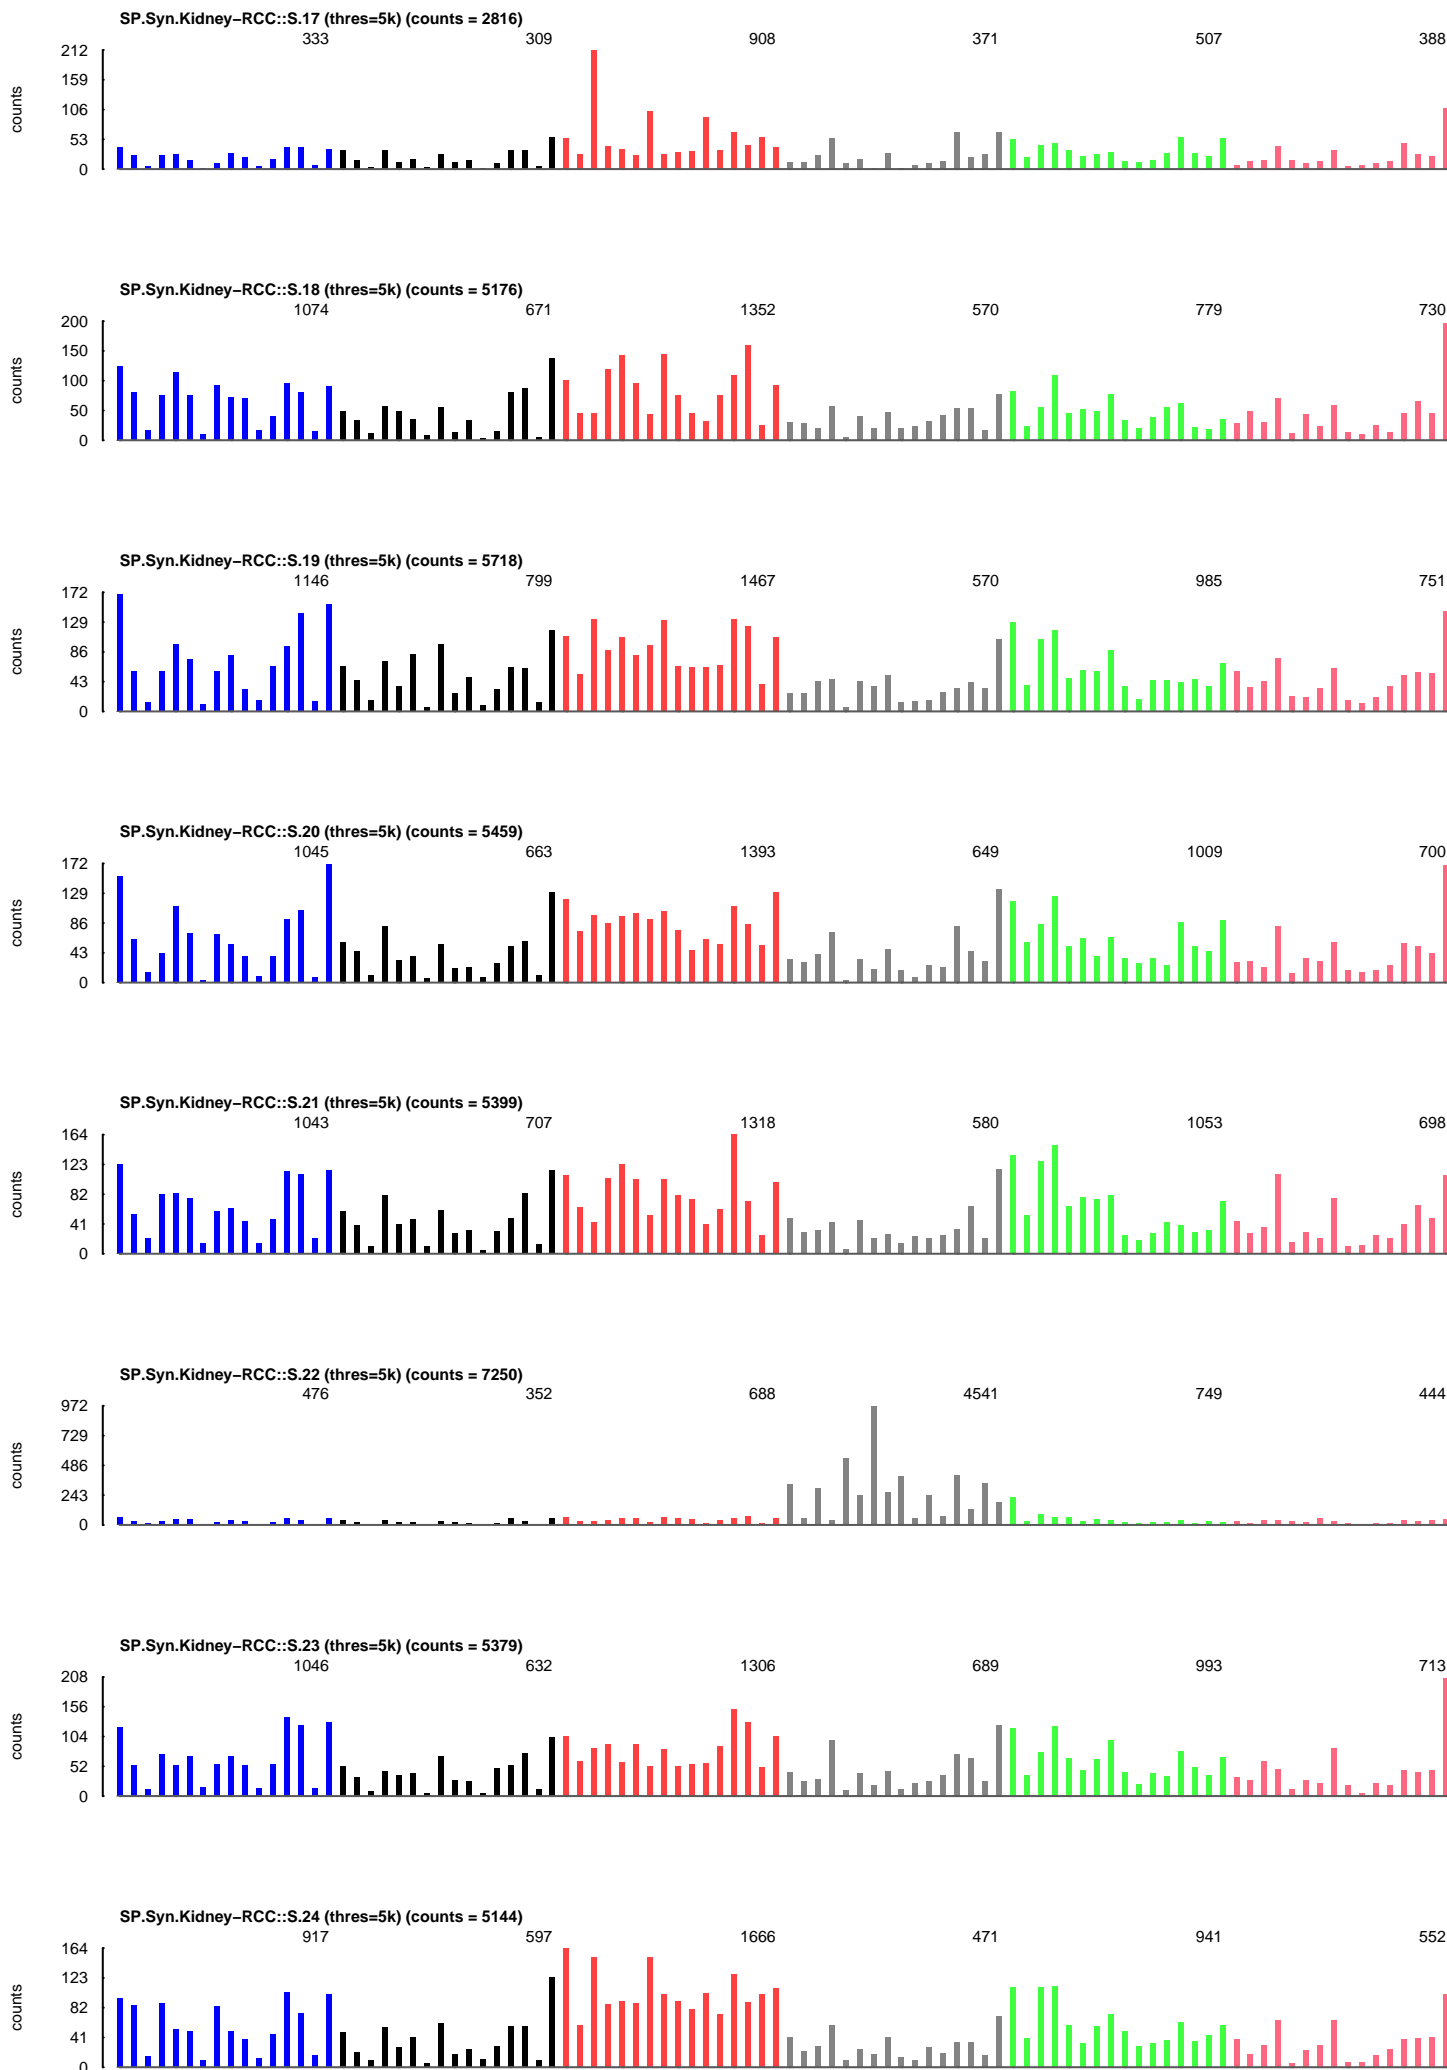 SP.Syn.Kidney−RCC::S.17 (thres=5k) (counts = 2816)
333 309 908 371 507 388
212
159
106
53
0
counts
SP.Syn.Kidney−RCC::S.18 (thres=5k) (counts = 5176)
1074 671 1352 570 779 730
200
150
100
50
0
counts
SP.Syn.Kidney−RCC::S.19 (thres=5k) (counts = 5718)
1146 799 1467 570 985 751
172
129
86
43
0
counts
SP.Syn.Kidney−RCC::S.20 (thres=5k) (counts = 5459)
1045 663 1393 649 1009 700
172
129
86
43
0
counts
SP.Syn.Kidney−RCC::S.21 (thres=5k) (counts = 5399)
1043 707 1318 580 1053 698
164
123
82
41
0
counts
SP.Syn.Kidney−RCC::S.22 (thres=5k) (counts = 7250)
476 352 688 4541 749 444
972
729
486
243
0
counts
SP.Syn.Kidney−RCC::S.23 (thres=5k) (counts = 5379)
1046 632 1306 689 993 713
208
156
104
52
0
counts
SP.Syn.Kidney−RCC::S.24 (thres=5k) (counts = 5144)
917 597 1666 471 941 552
164
123
82
41
0
counts